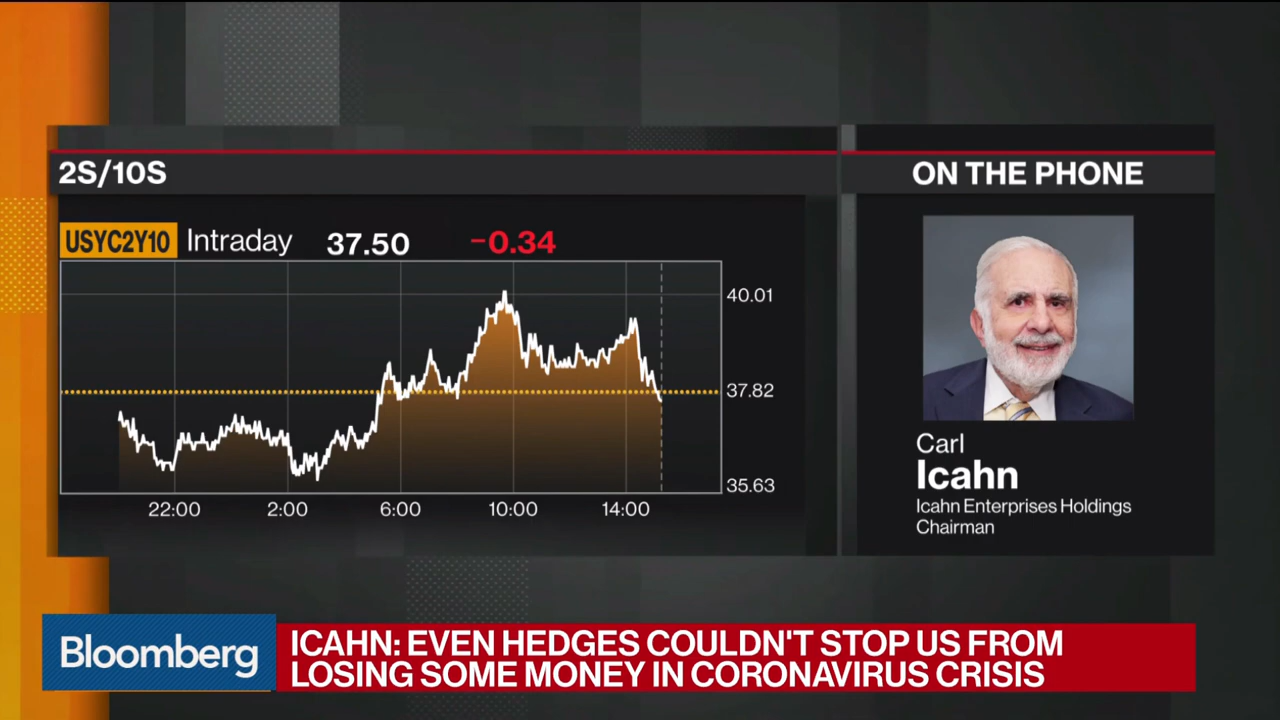 2S/10S
USYC2Y10 Intraday 37.50 -0.34
40.01
37.82
35.63
22:00 2:00 6:00 10:00 14:00
ON THE PHONE
Carl
Icahn
Icahn Enterprises Holdings
Chairman
Bloomberg
ICAHN: EVEN HEDGES COULDN'T STOP US FROM
LOSING SOME MONEY IN CORONAVIRUS CRISIS